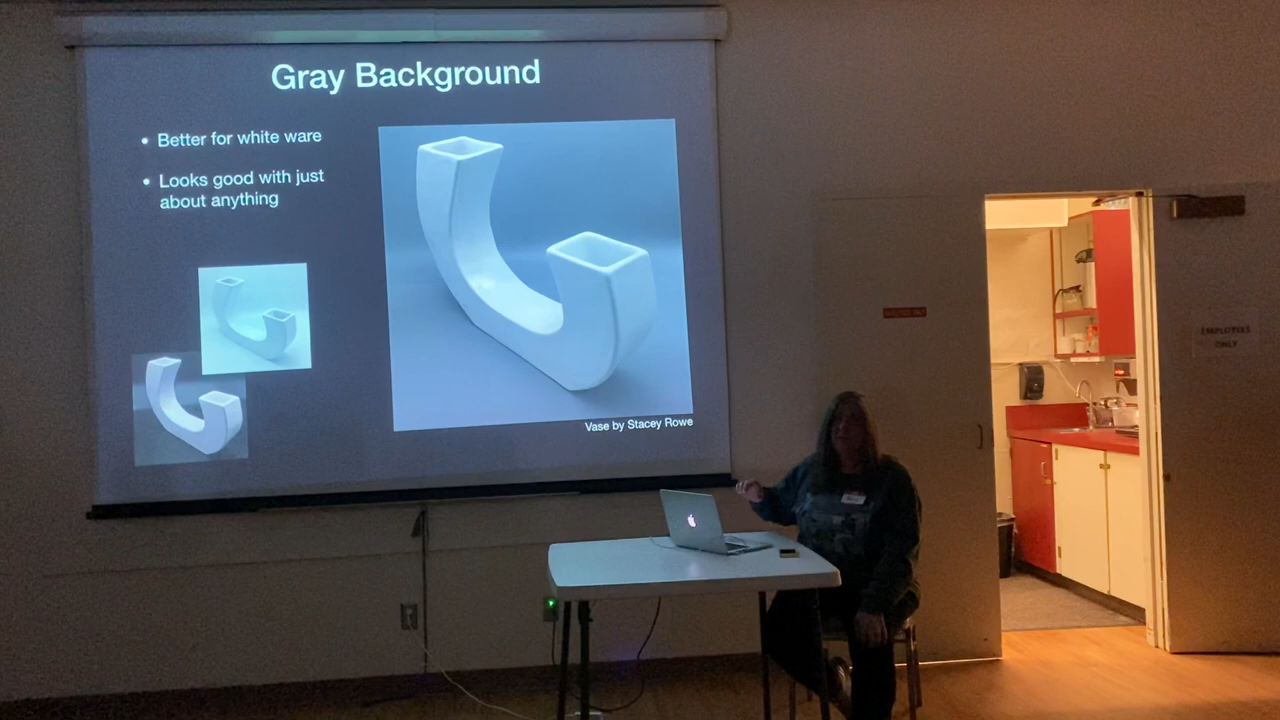 Gray Background
• Better for white ware
• Looks good with just
about anything
Vase by Stacey Rowe
EMPLOYEES
ONLY